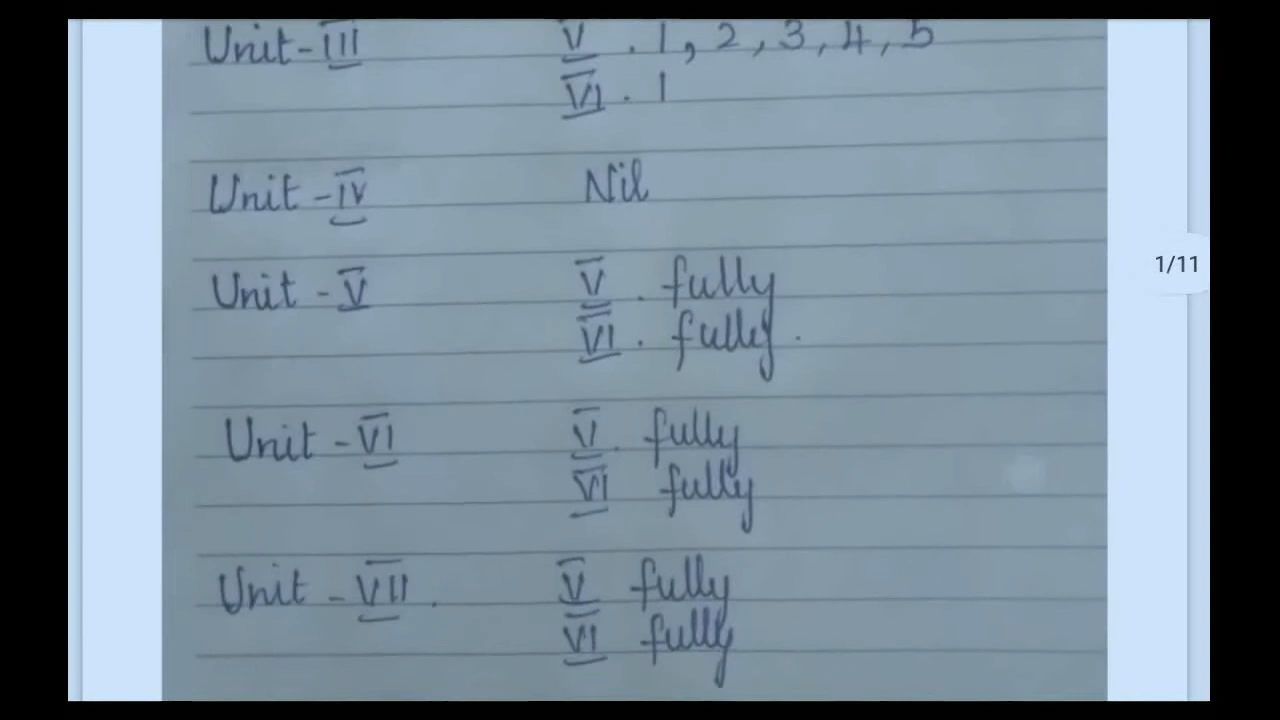 Unit-III V. 1, 2, 3, 4, 5
VI. 1
Unit-IV Nil
Unit-V V. fully
VI. fully.
Unit-VI V. fully
VI fully
Unit-VII. V fully
VI fully
1/11